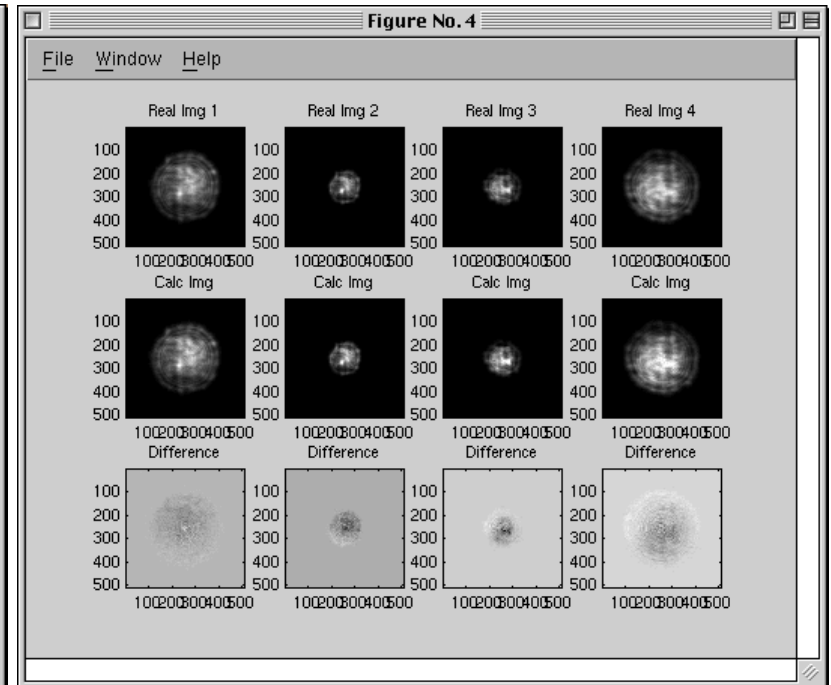 Figure No. 4
File Window Help
Real Img 1 Real Img 2 Real Img 3 Real Img 4
100 100 100 100
200 200 200 200
300 300 300 300
400 400 400 400
500 500 500 500
100200300400500 100200300400500 100200300400500 100200300400500
Calc Img Calc Img Calc Img Calc Img
100 100 100 100
200 200 200 200
300 300 300 300
400 400 400 400
500 500 500 500
100200300400500 100200300400500 100200300400500 100200300400500
Difference Difference Difference Difference
100 100 100 100
200 200 200 200
300 300 300 300
400 400 400 400
500 500 500 500
100200300400500 100200300400500 100200300400500 100200300400500